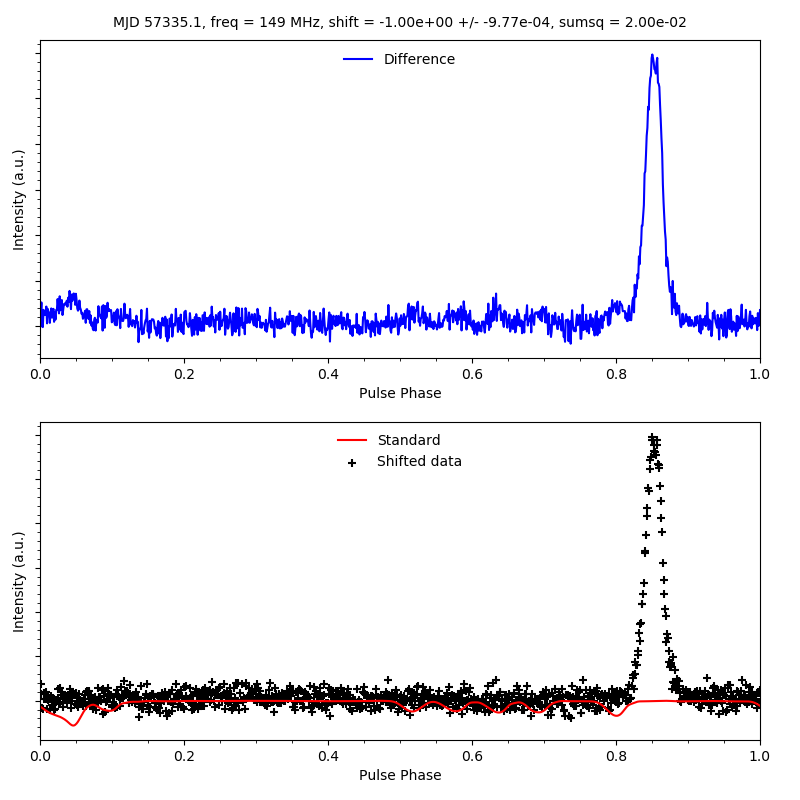 MJD 57335.1, freq = 149 MHz, shift = -1.00e+00 +/- -9.77e-04, sumsq = 2.00e-02
Difference
Intensity (a.u.)
0.0 0.2 0.4 0.6 0.8 1.0
Pulse Phase
Standard
Shifted data
Intensity (a.u.)
0.0 0.2 0.4 0.6 0.8 1.0
Pulse Phase